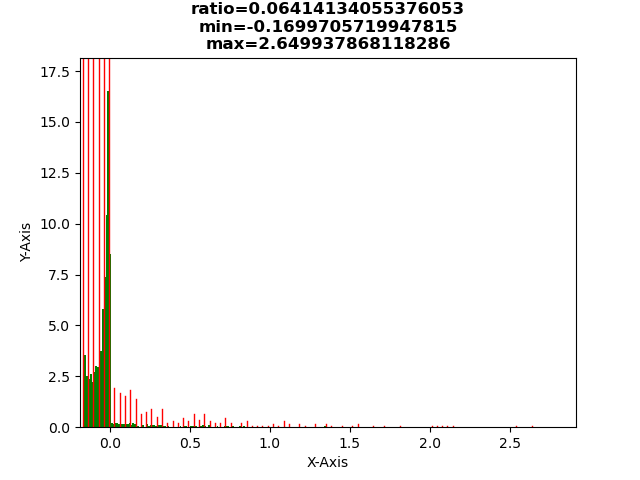 ratio=0.06414134055376053
min=-0.1699705719947815
max=2.649937868118286
17.5
15.0
12.5
10.0
7.5
5.0
2.5
0.0
Y-Axis
0.0 0.5 1.0 1.5 2.0 2.5
X-Axis